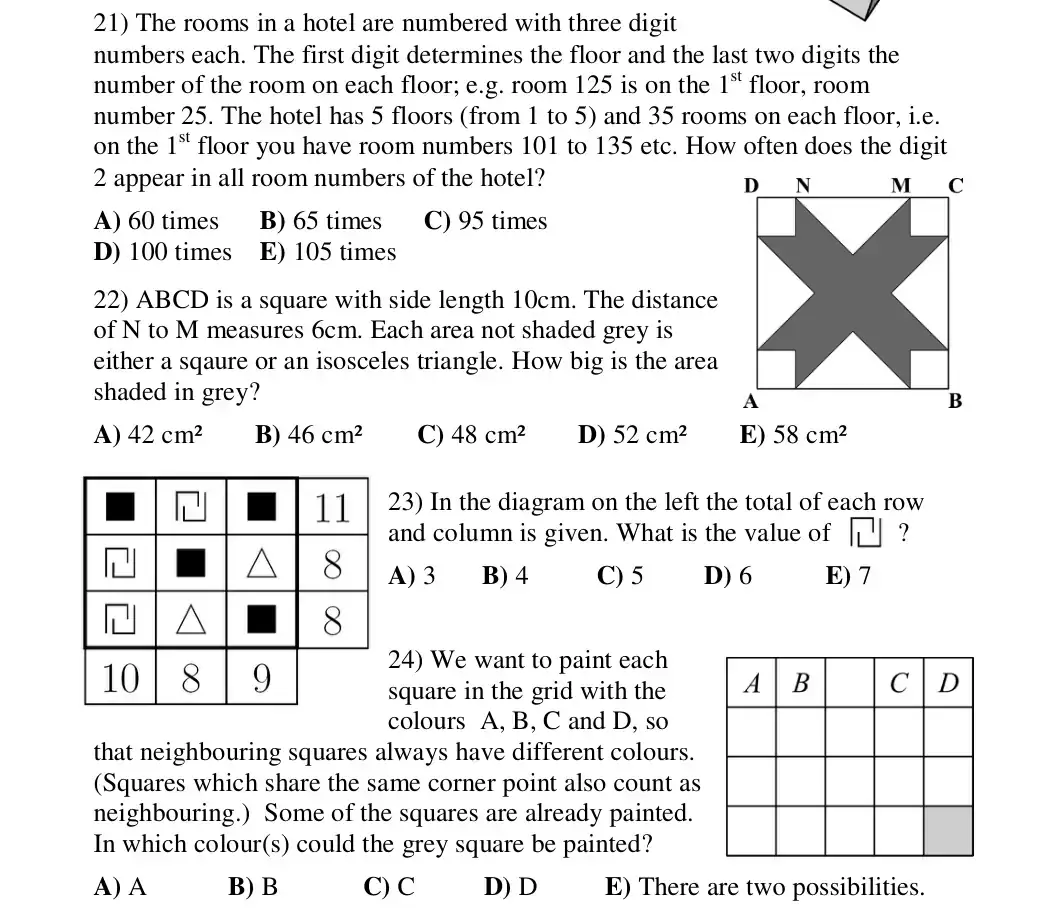 21) The rooms in a hotel are numbered with three digit
numbers each. The first digit determines the floor and the last two digits the
number of the room on each floor; e.g. room 125 is on the 1st floor, room
number 25. The hotel has 5 floors (from 1 to 5) and 35 rooms on each floor, i.e.
on the 1st floor you have room numbers 101 to 135 etc. How often does the digit
2 appear in all room numbers of the hotel?
A) 60 times B) 65 times C) 95 times
D) 100 times E) 105 times
D N M C
A B
22) ABCD is a square with side length 10cm. The distance
of N to M measures 6cm. Each area not shaded grey is
either a sqaure or an isosceles triangle. How big is the area
shaded in grey?
A) 42 cm² B) 46 cm² C) 48 cm² D) 52 cm² E) 58 cm²
11
8
8
10 8 9
23) In the diagram on the left the total of each row
and column is given. What is the value of ?
A) 3 B) 4 C) 5 D) 6 E) 7
24) We want to paint each
square in the grid with the
colours A, B, C and D, so
that neighbouring squares always have different colours.
(Squares which share the same corner point also count as
neighbouring.) Some of the squares are already painted.
In which colour(s) could the grey square be painted?
A B C D
A) A B) B C) C D) D E) There are two possibilities.